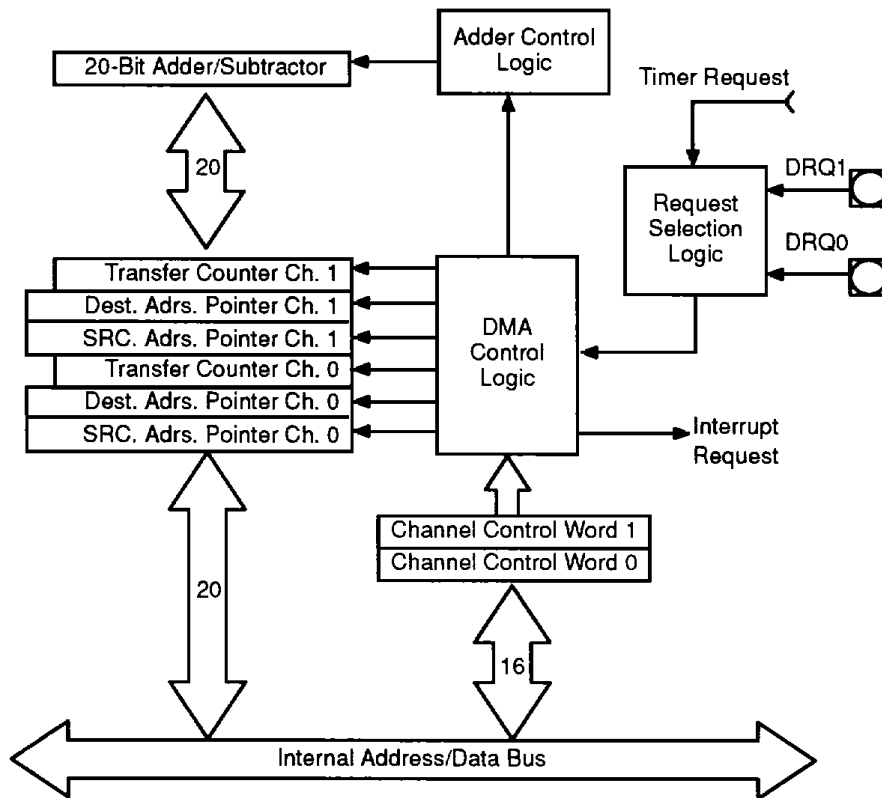 Adder Control
Logic
20-Bit Adder/Subtractor
Timer Request
20
DRQ1
Request
Selection
Logic
DRQ0
Transfer Counter Ch. 1
Dest. Adrs. Pointer Ch. 1
SRC. Adrs. Pointer Ch. 1
Transfer Counter Ch. 0
Dest. Adrs. Pointer Ch. 0
SRC. Adrs. Pointer Ch. 0
DMA
Control
Logic
Interrupt
Request
Channel Control Word 1
Channel Control Word 0
20
16
Internal Address/Data Bus